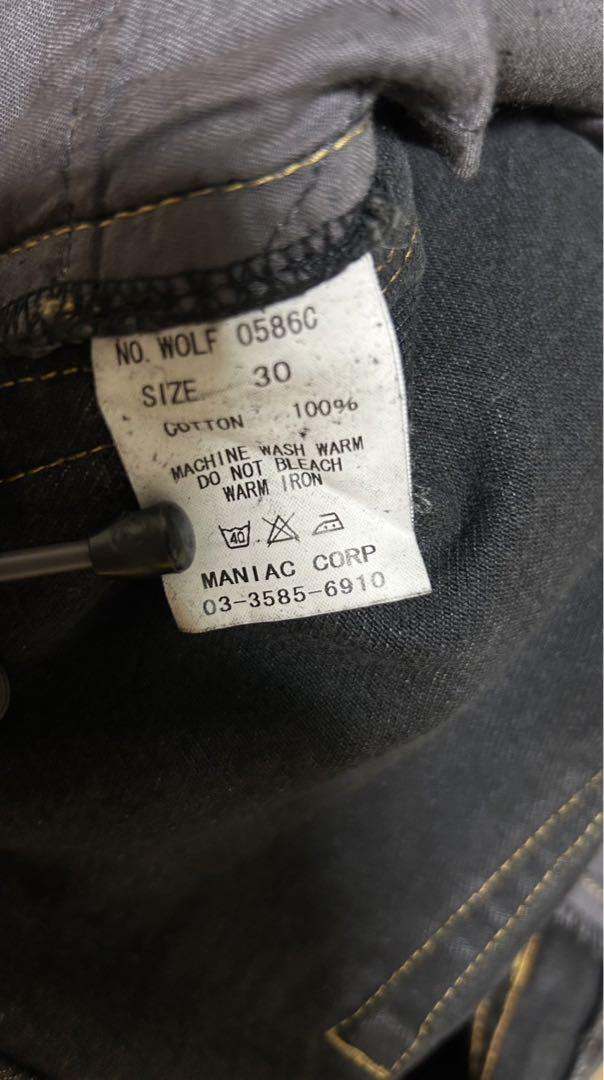 NO. WOLF 0586C
SIZE 30
COTTON 100%
MACHINE WASH WARM
DO NOT BLEACH
WARM IRON
40
MANIAC CORP
03-3585-6910